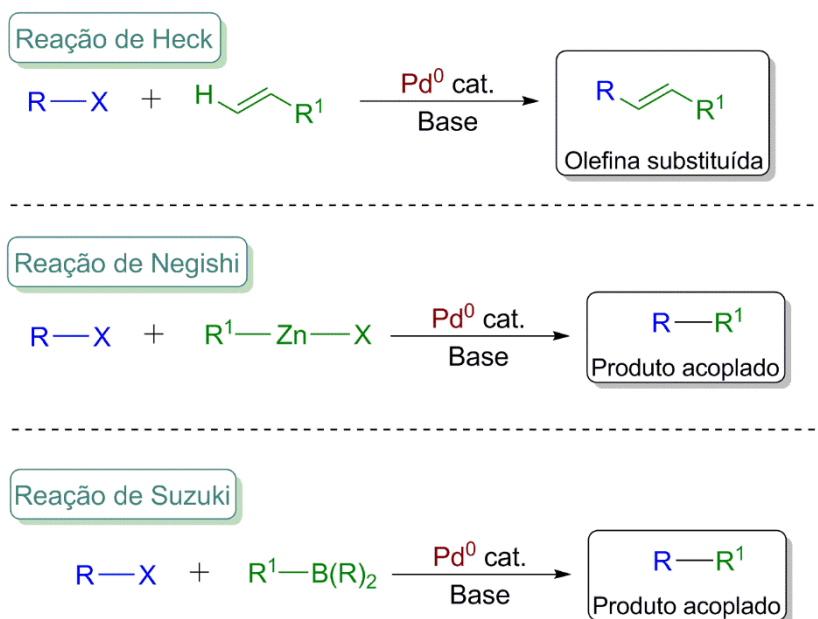 Reação de Heck
R—X + H R¹ Pd⁰ cat. R R¹
Base
Olefina substituída
Reação de Negishi
R—X + R¹—Zn—X Pd⁰ cat. R—R¹
Base
Produto acoplado
Reação de Suzuki
R—X + R¹—B(R)₂ Pd⁰ cat. R—R¹
Base
Produto acoplado